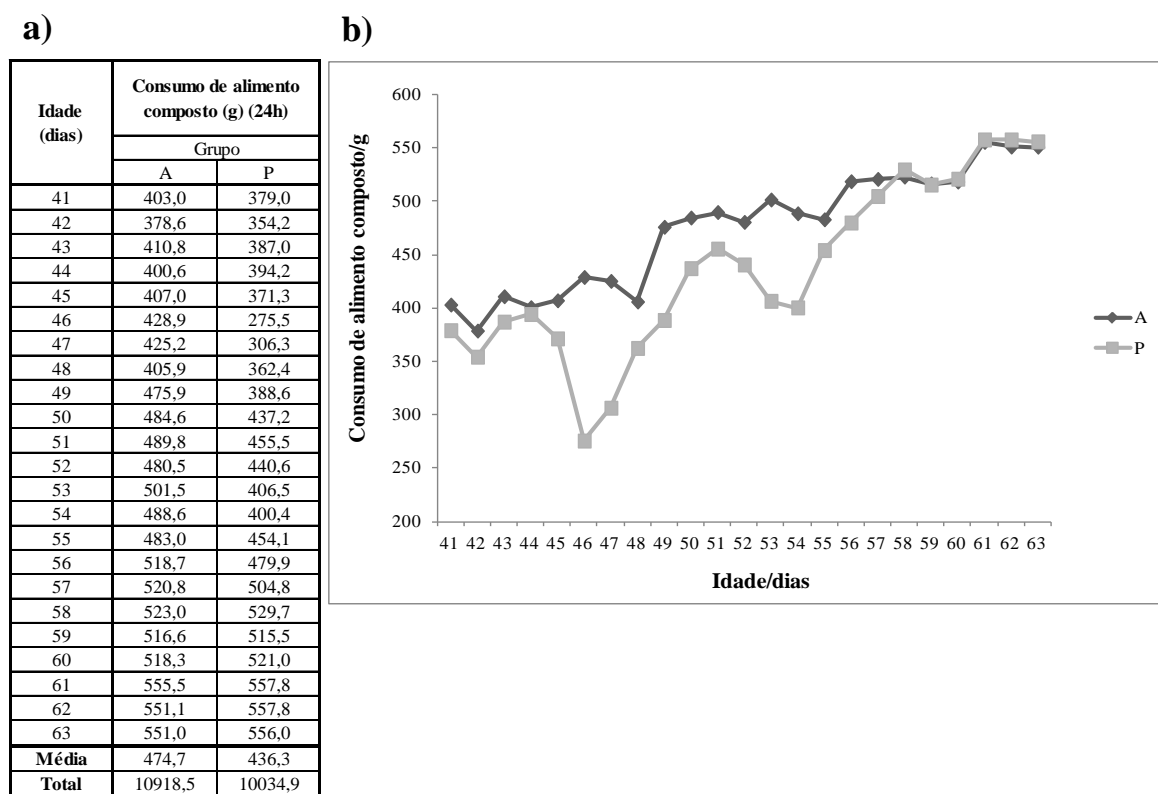 a)
Idade (dias) | Consumo de alimento composto (g) (24h)
Grupo
A | P
41 | 403,0 | 379,0
42 | 378,6 | 354,2
43 | 410,8 | 387,0
44 | 400,6 | 394,2
45 | 407,0 | 371,3
46 | 428,9 | 275,5
47 | 425,2 | 306,3
48 | 405,9 | 362,4
49 | 475,9 | 388,6
50 | 484,6 | 437,2
51 | 489,8 | 455,5
52 | 480,5 | 440,6
53 | 501,5 | 406,5
54 | 488,6 | 400,4
55 | 483,0 | 454,1
56 | 518,7 | 479,9
57 | 520,8 | 504,8
58 | 523,0 | 529,7
59 | 516,6 | 515,5
60 | 518,3 | 521,0
61 | 555,5 | 557,8
62 | 551,1 | 557,8
63 | 551,0 | 556,0
Média | 474,7 | 436,3
Total | 10918,5 | 10034,9
b)
Consumo de alimento composto/g
600
550
500
450
400
350
300
250
200
41 42 43 44 45 46 47 48 49 50 51 52 53 54 55 56 57 58 59 60 61 62 63
Idade/dias
A
P